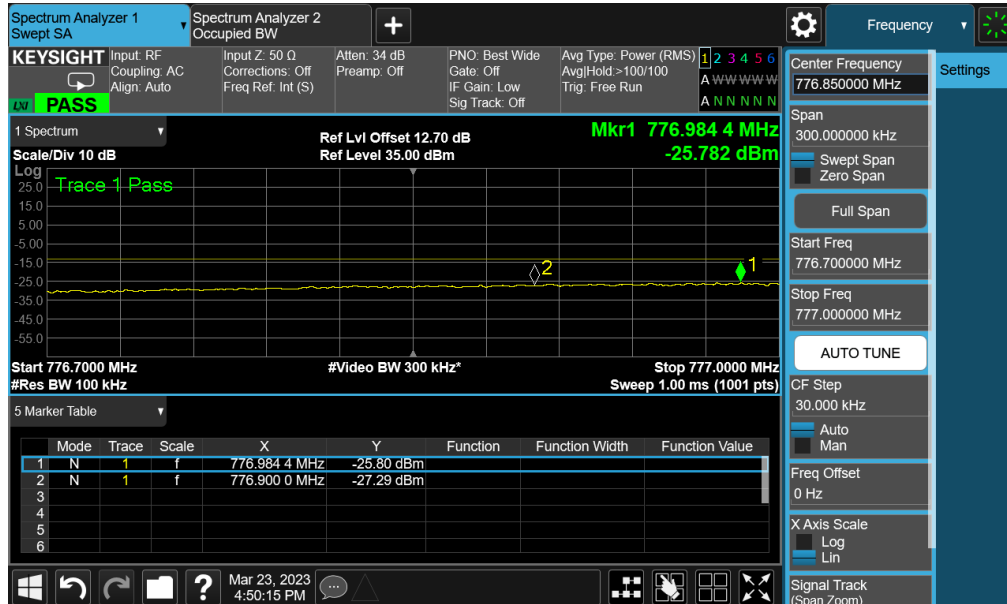 Spectrum Analyzer 1
Swept SA
Spectrum Analyzer 2
Occupied BW
+
Frequency
KEYSIGHT
LXI
PASS
Input: RF
Coupling: AC
Align: Auto
Input Z: 50 Ω
Corrections: Off
Freq Ref: Int (S)
Atten: 34 dB
Preamp: Off
PNO: Best Wide
Gate: Off
IF Gain: Low
Sig Track: Off
Avg Type: Power (RMS)
Avg|Hold:>100/100
Trig: Free Run
1 2 3 4 5 6
A W W W W W
A N N N N N
1 Spectrum
Scale/Div 10 dB
Ref Lvl Offset 12.70 dB
Ref Level 35.00 dBm
Mkr1 776.984 4 MHz
-25.782 dBm
Log
Trace 1 Pass
25.0
15.0
5.00
-5.00
-15.0
-25.0
-35.0
-45.0
-55.0
2
1
Start 776.7000 MHz
#Video BW 300 kHz*
Stop 777.0000 MHz
#Res BW 100 kHz
Sweep 1.00 ms (1001 pts)
5 Marker Table
Mode Trace Scale X Y Function Function Width Function Value
1 N 1 f 776.984 4 MHz -25.80 dBm
2 N 1 f 776.900 0 MHz -27.29 dBm
3
4
5
6
?
Mar 23, 2023
4:50:15 PM
Center Frequency
776.850000 MHz
Settings
Span
300.000000 kHz
Swept Span
Zero Span
Full Span
Start Freq
776.700000 MHz
Stop Freq
777.000000 MHz
AUTO TUNE
CF Step
30.000 kHz
Auto
Man
Freq Offset
0 Hz
X Axis Scale
Log
Lin
Signal Track
(Span Zoom)